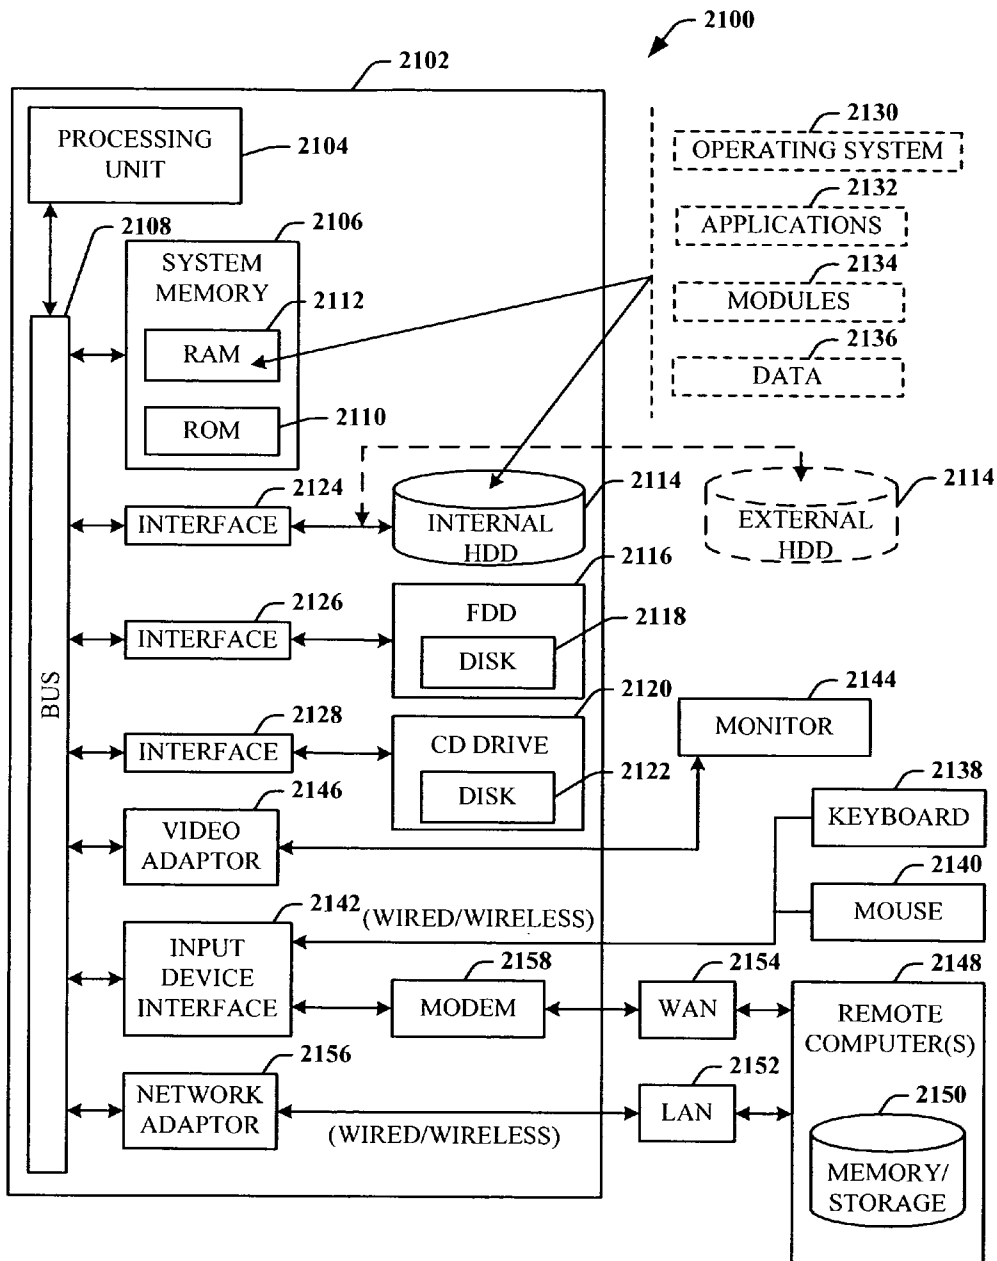 2100
2102
PROCESSING
UNIT
2104
2130
OPERATING SYSTEM
2132
APPLICATIONS
2134
MODULES
2136
DATA
2108
2106
SYSTEM
MEMORY
2112
RAM
2110
ROM
2124
INTERFACE
2114
INTERNAL
HDD
2114
EXTERNAL
HDD
2126
INTERFACE
2116
FDD
2118
DISK
BUS
2128
INTERFACE
2120
CD DRIVE
2122
DISK
2144
MONITOR
2146
VIDEO
ADAPTOR
2138
KEYBOARD
2140
MOUSE
2142
(WIRED/WIRELESS)
INPUT
DEVICE
INTERFACE
2158
MODEM
2154
WAN
2148
REMOTE
COMPUTER(S)
2156
NETWORK
ADAPTOR
(WIRED/WIRELESS)
2152
LAN
2150
MEMORY/
STORAGE